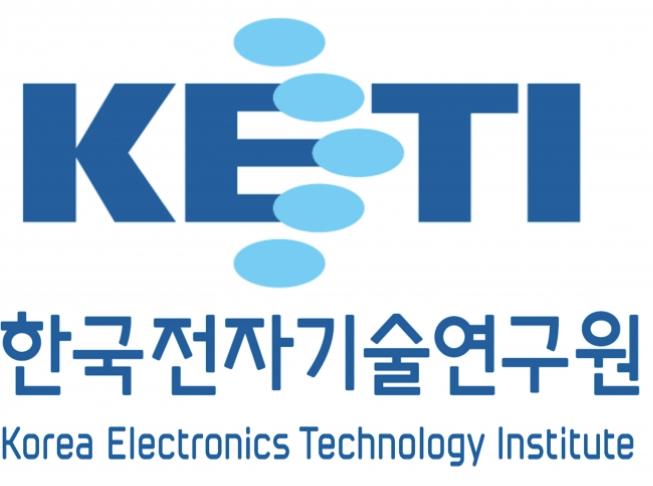 KETI
한국전자기술연구원
Korea Electronics Technology Institute